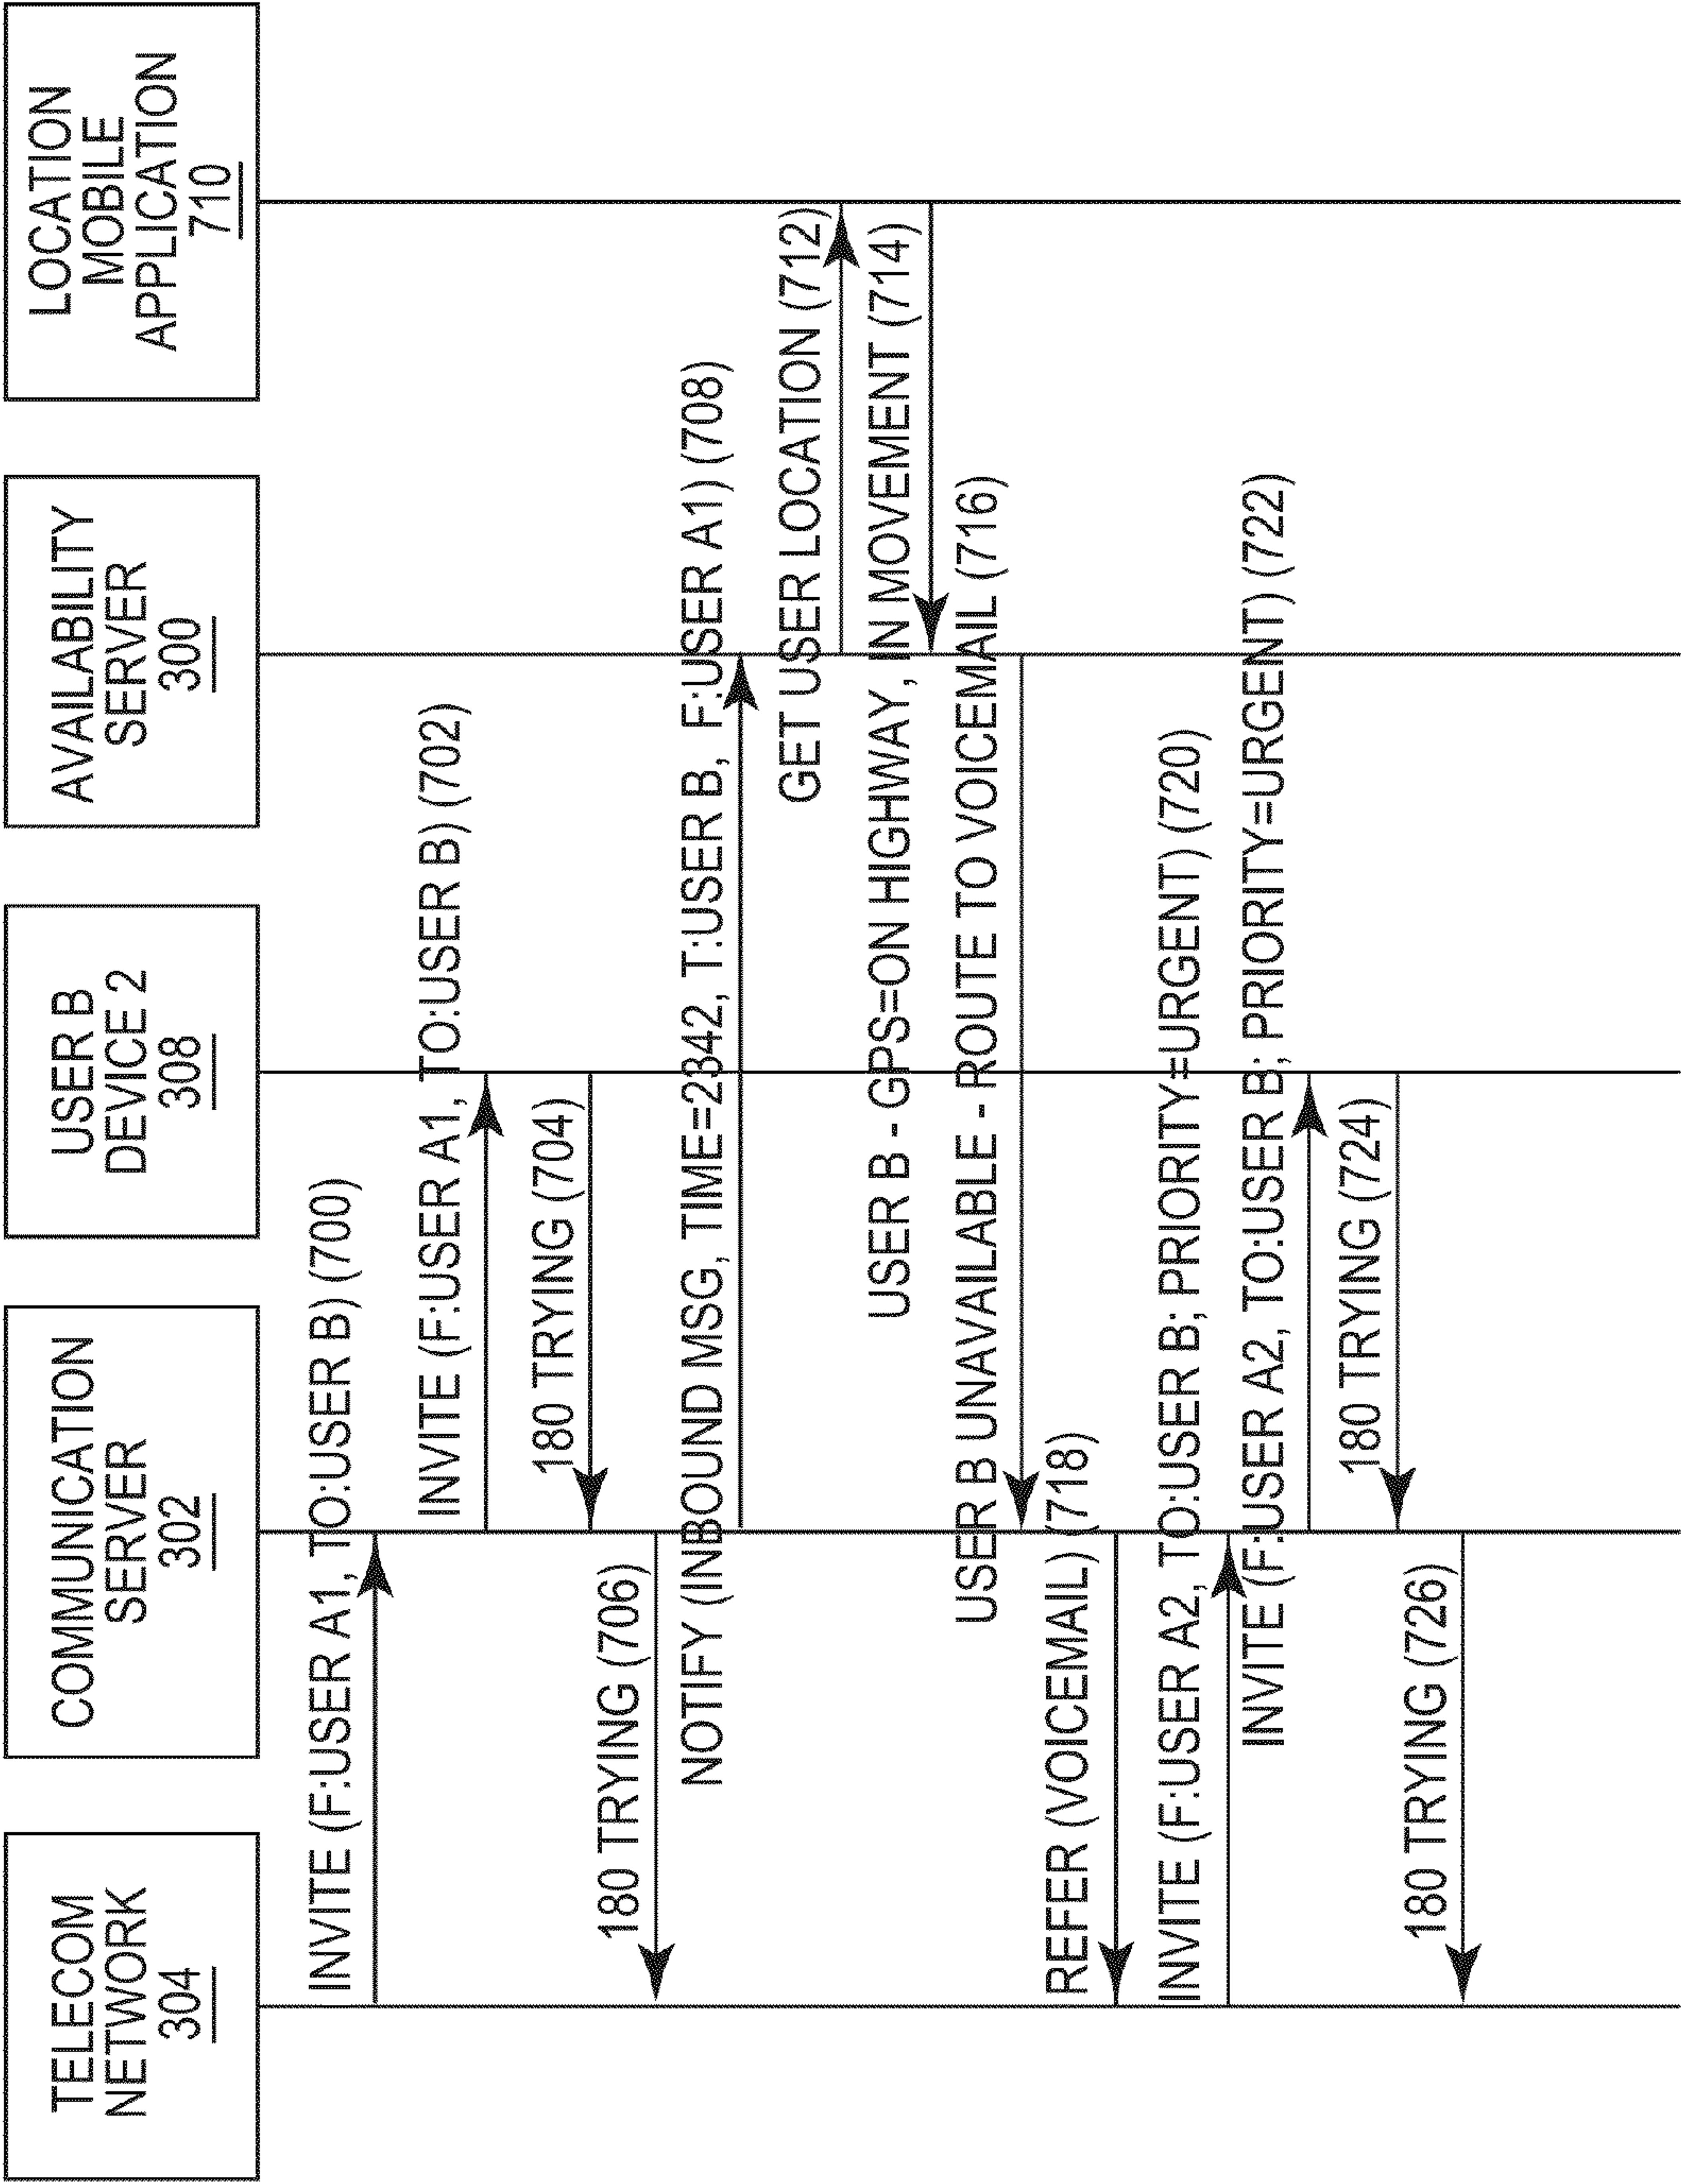 TELECOM
NETWORK
304
COMMUNICATION
SERVER
302
USER B
DEVICE 2
308
AVAILABILITY
SERVER
300
LOCATION
MOBILE
APPLICATION
710
INVITE (F:USER A1, TO:USER B) (700)
INVITE (F:USER A1, TO:USER B) (702)
180 TRYING (704)
180 TRYING (706)
NOTIFY (INBOUND MSG, TIME=2342, T:USER B, F:USER A1) (708)
GET USER LOCATION (712)
USER B - GPS=ON HIGHWAY, IN MOVEMENT (714)
USER B UNAVAILABLE - ROUTE TO VOICEMAIL (716)
REFER (VOICEMAIL) (718)
INVITE (F:USER A2, TO:USER B; PRIORITY=URGENT) (720)
INVITE (F:USER A2, TO:USER B; PRIORITY=URGENT) (722)
180 TRYING (724)
180 TRYING (726)